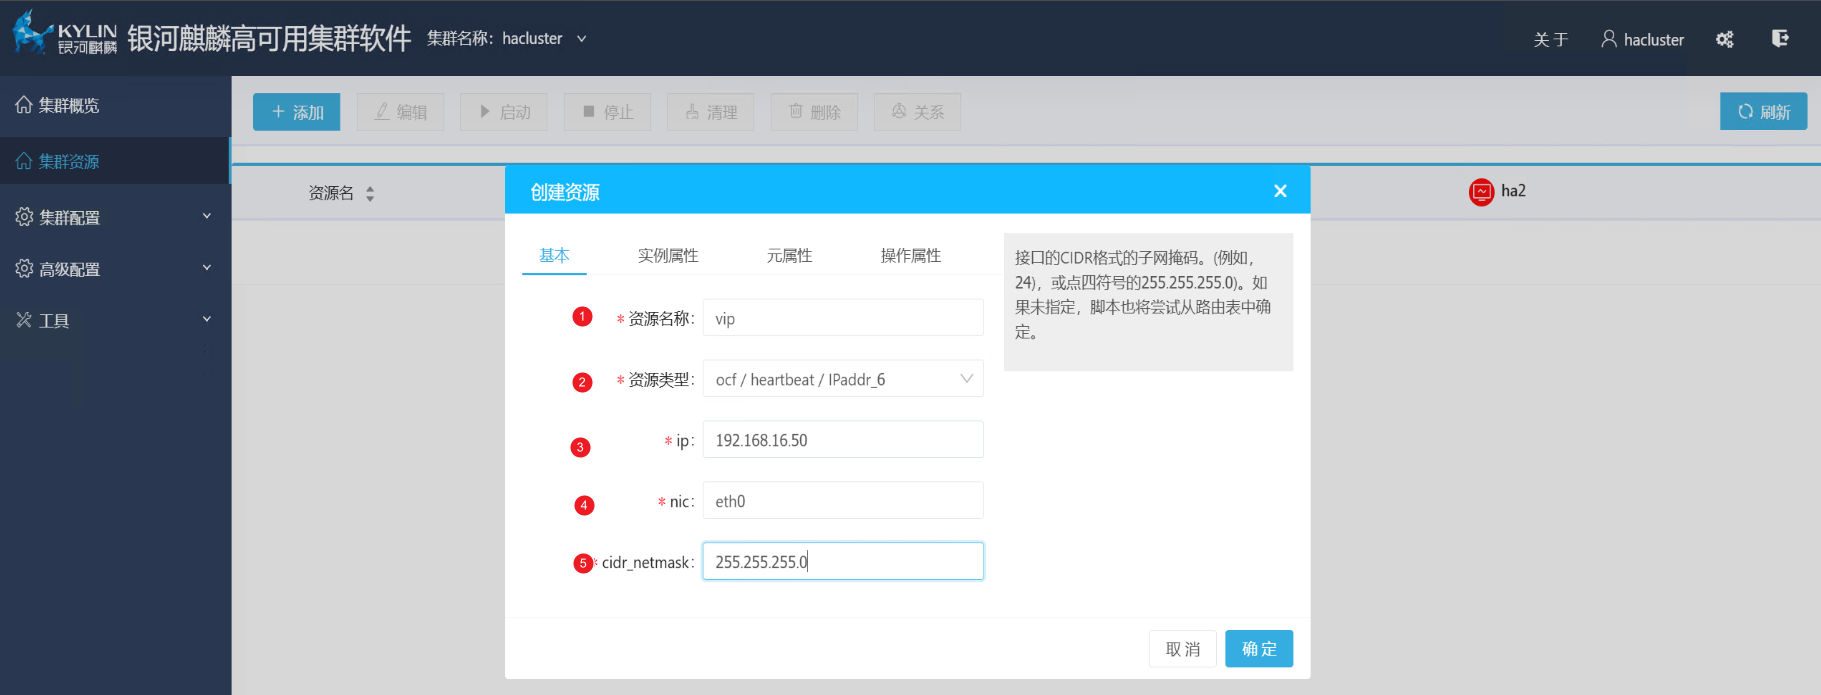 KYLIN
银河麒麟
银河麒麟高可用集群软件
集群名称: hacluster
关于
hacluster
集群概览
集群资源
集群配置
高级配置
工具
+ 添加
编辑
启动
停止
清理
删除
关系
刷新
资源名
ha2
创建资源
基本
实例属性
元属性
操作属性
1 * 资源名称: vip
2 * 资源类型: ocf / heartbeat / IPaddr_6
3 * ip: 192.168.16.50
4 * nic: eth0
5 * cidr_netmask: 255.255.255.0
接口的CIDR格式的子网掩码。(例如，
24)，或点四符号的255.255.255.0)。如
果未指定，脚本也将尝试从路由表中确
定。
取消
确定